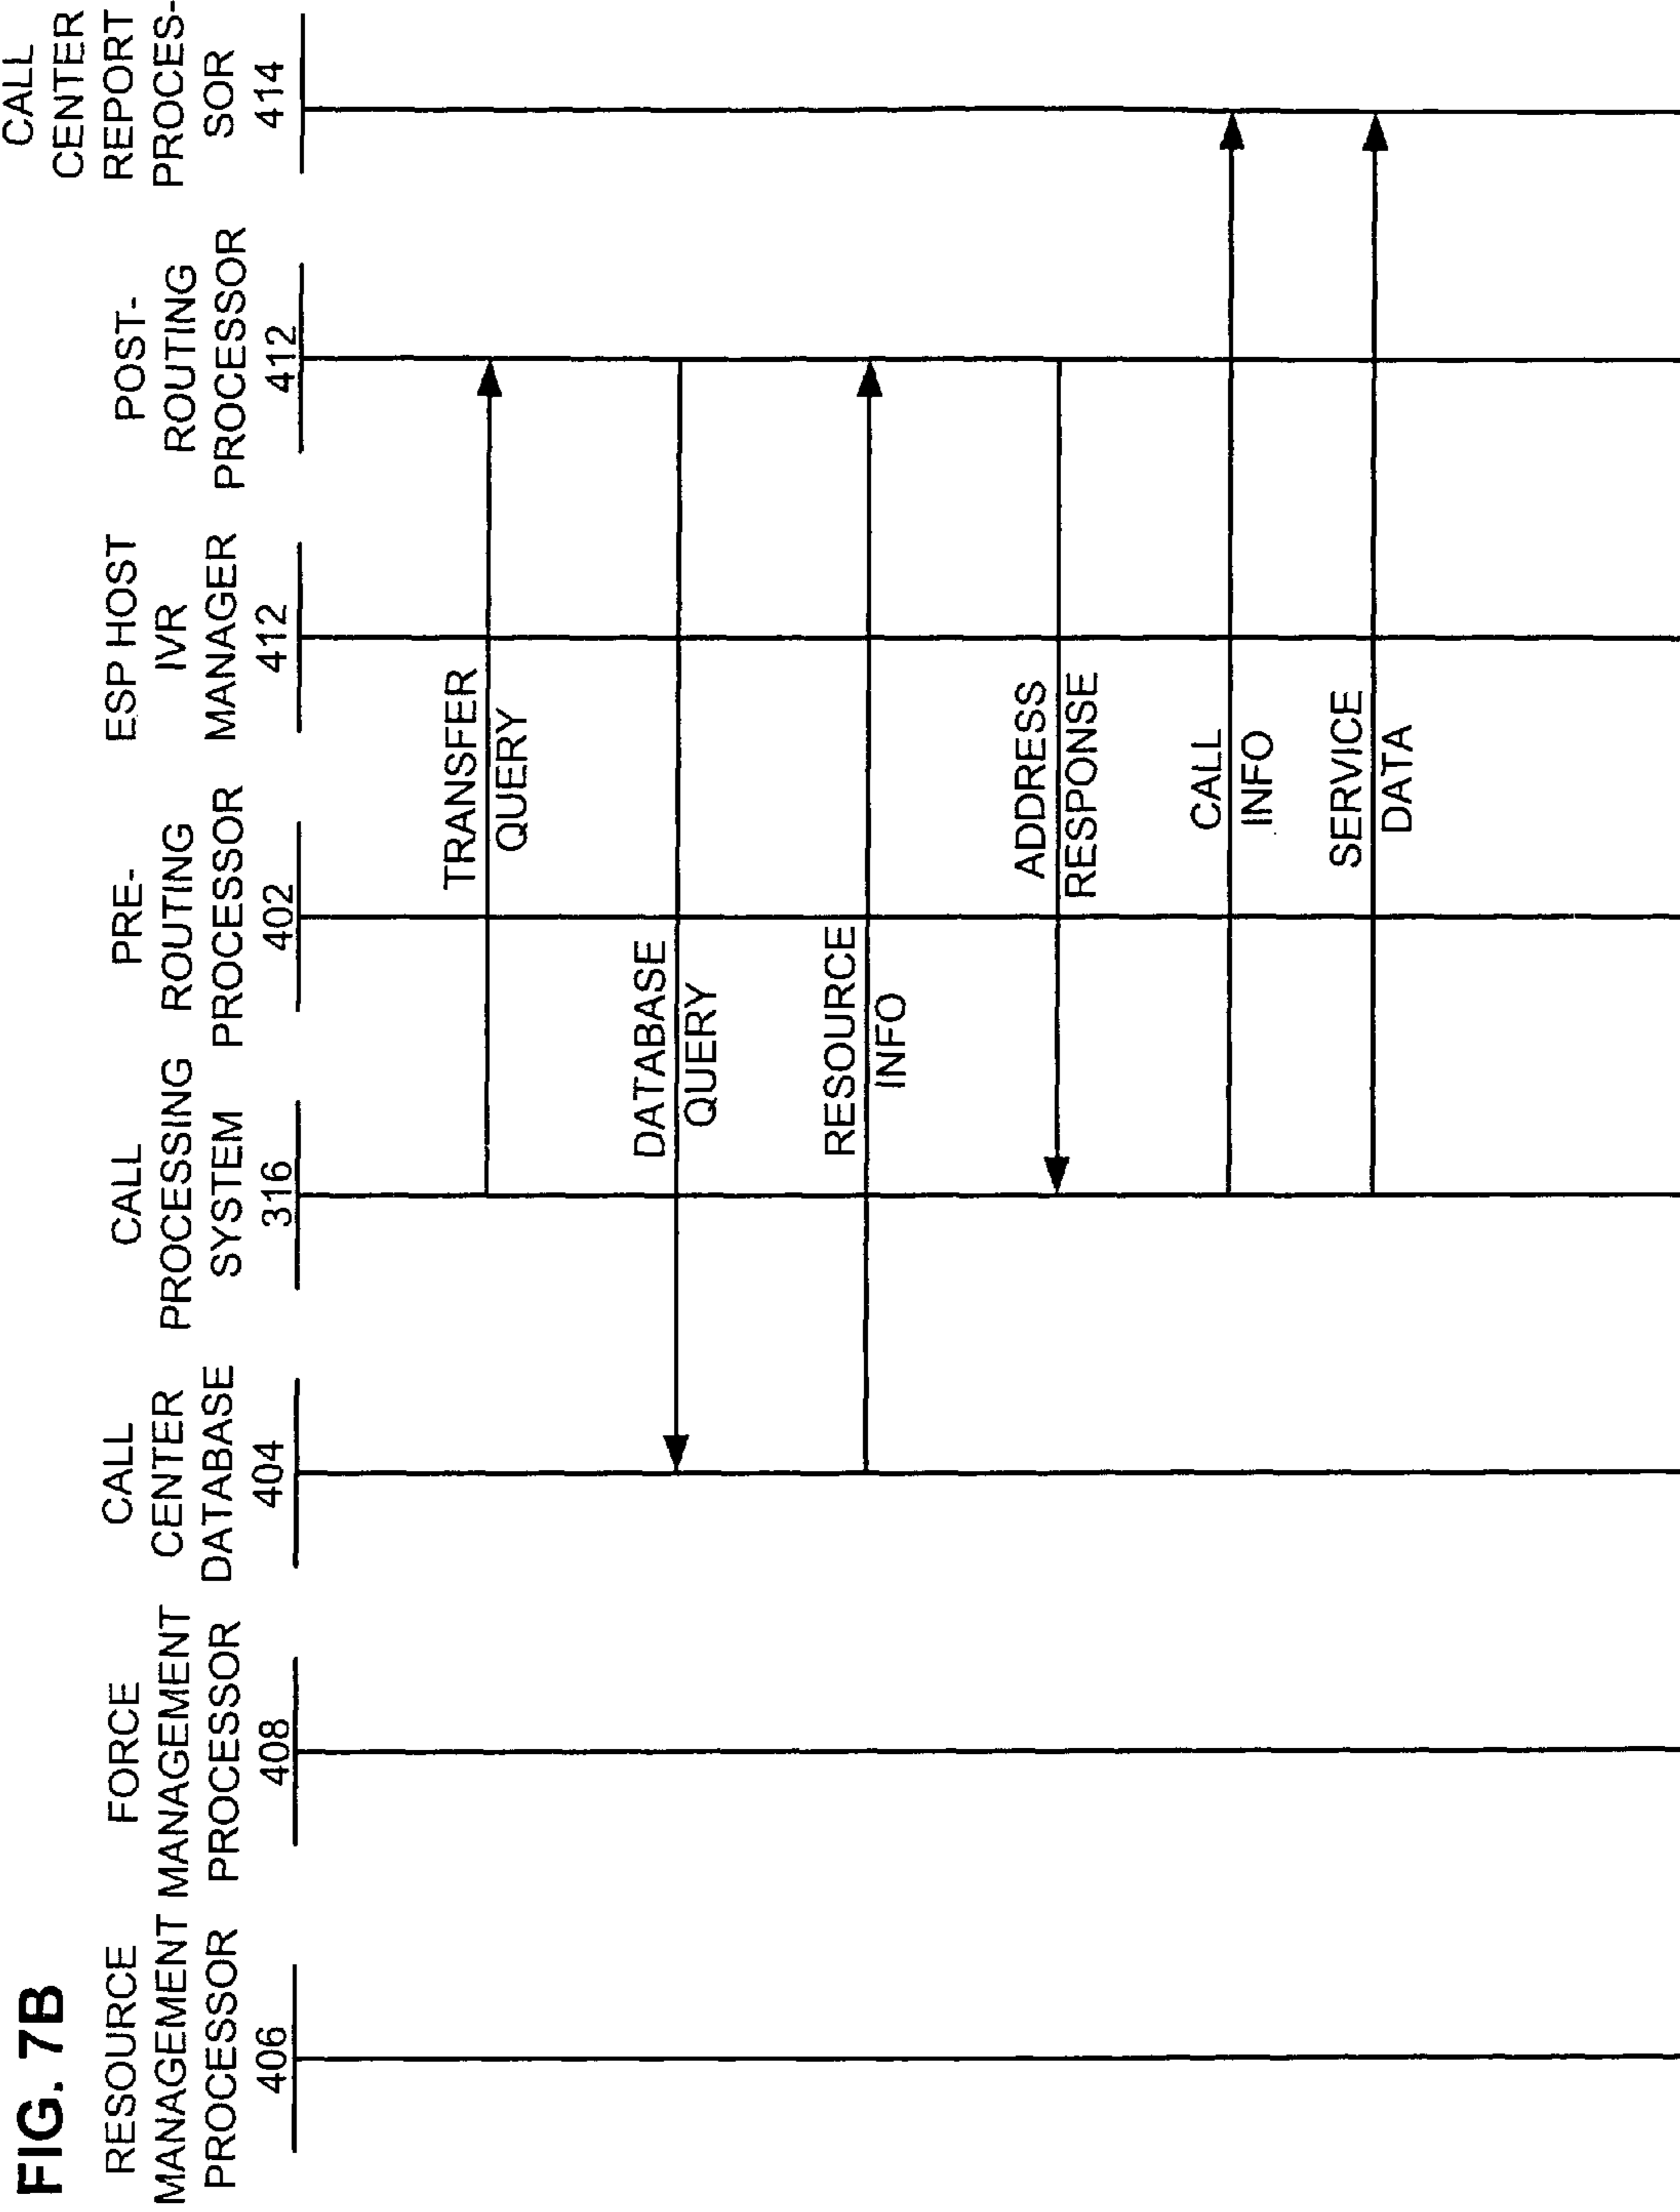 FIG. 7B
RESOURCE
MANAGEMENT
PROCESSOR
406
FORCE
MANAGEMENT
PROCESSOR
408
CALL
CENTER
DATABASE
404
CALL
PROCESSING
SYSTEM
316
PRE-
ROUTING
PROCESSOR
402
ESP HOST
IVR
MANAGER
412
POST-
ROUTING
PROCESSOR
412
CALL
CENTER
REPORT
PROCES-
SOR
414
TRANSFER
QUERY
DATABASE
QUERY
RESOURCE
INFO
ADDRESS
RESPONSE
CALL
INFO
SERVICE
DATA